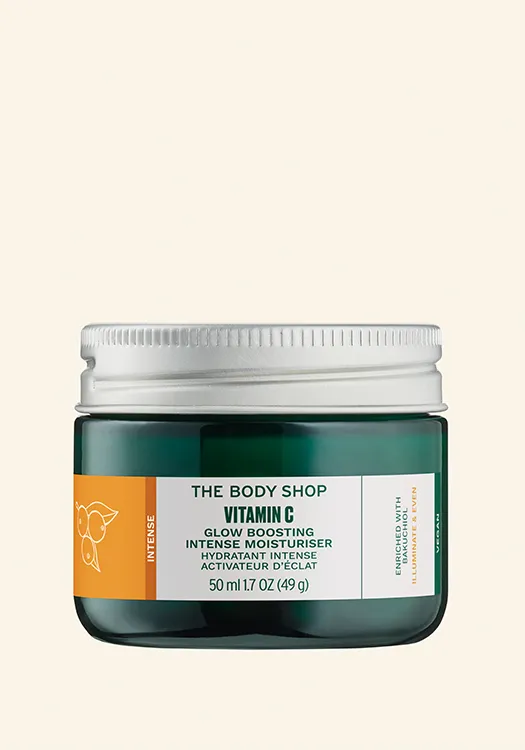 INTENSE
THE BODY SHOP
VITAMIN C
GLOW BOOSTING
INTENSE MOISTURISER
HYDRATANT INTENSE
ACTIVATEUR D'ÉCLAT
50 ml 1.7 OZ (49 g)
ENRICHED WITH
BAKUCHIOL
ILLUMINATE & EVEN
VEGAN